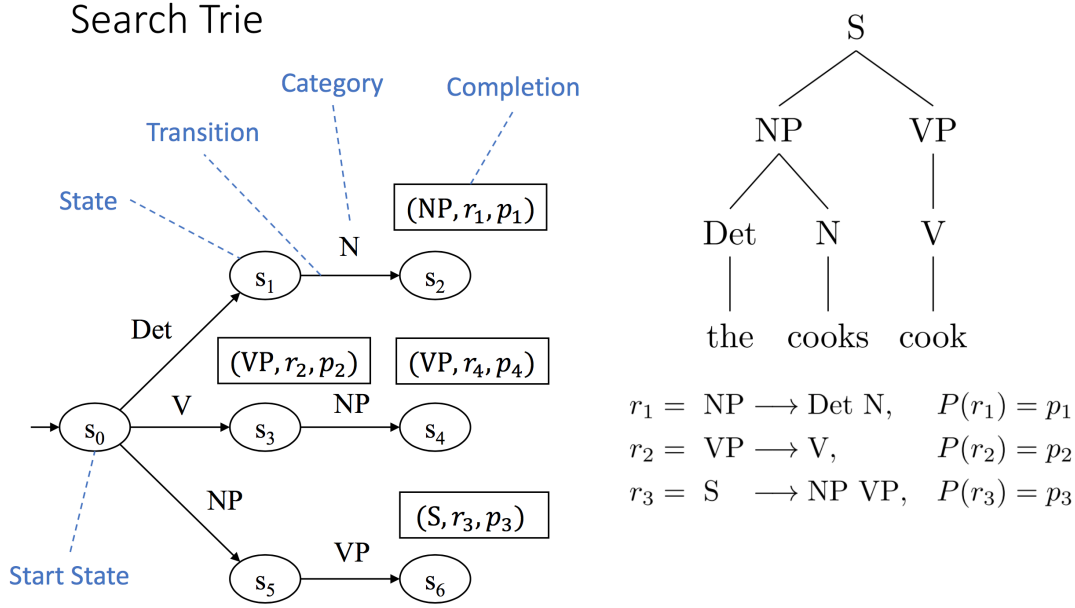 Search Trie
Category
Completion
Transition
State
(NP, r₁, p₁)
N
s₁
s₂
Det
(VP, r₂, p₂)
(VP, r₄, p₄)
V
NP
s₀
s₃
s₄
NP
(S, r₃, p₃)
VP
Start State
s₅
s₆
S
NP VP
Det N V
the cooks cook
r₁ = NP ⟶ Det N, P(r₁) = p₁
r₂ = VP ⟶ V, P(r₂) = p₂
r₃ = S ⟶ NP VP, P(r₃) = p₃